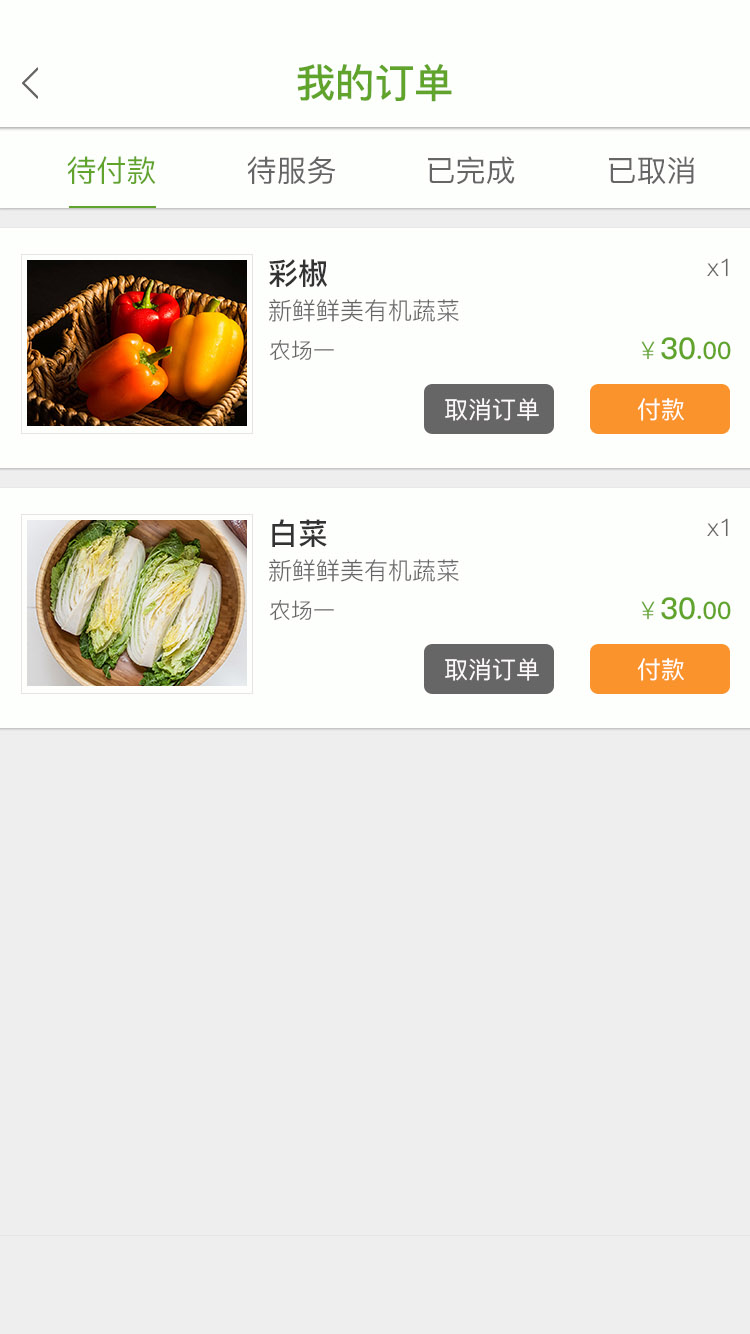 我的订单
待付款 待服务 已完成 已取消
彩椒 x1
新鲜鲜美有机蔬菜
农场一 ￥30.00
取消订单 付款
白菜 x1
新鲜鲜美有机蔬菜
农场一 ￥30.00
取消订单 付款